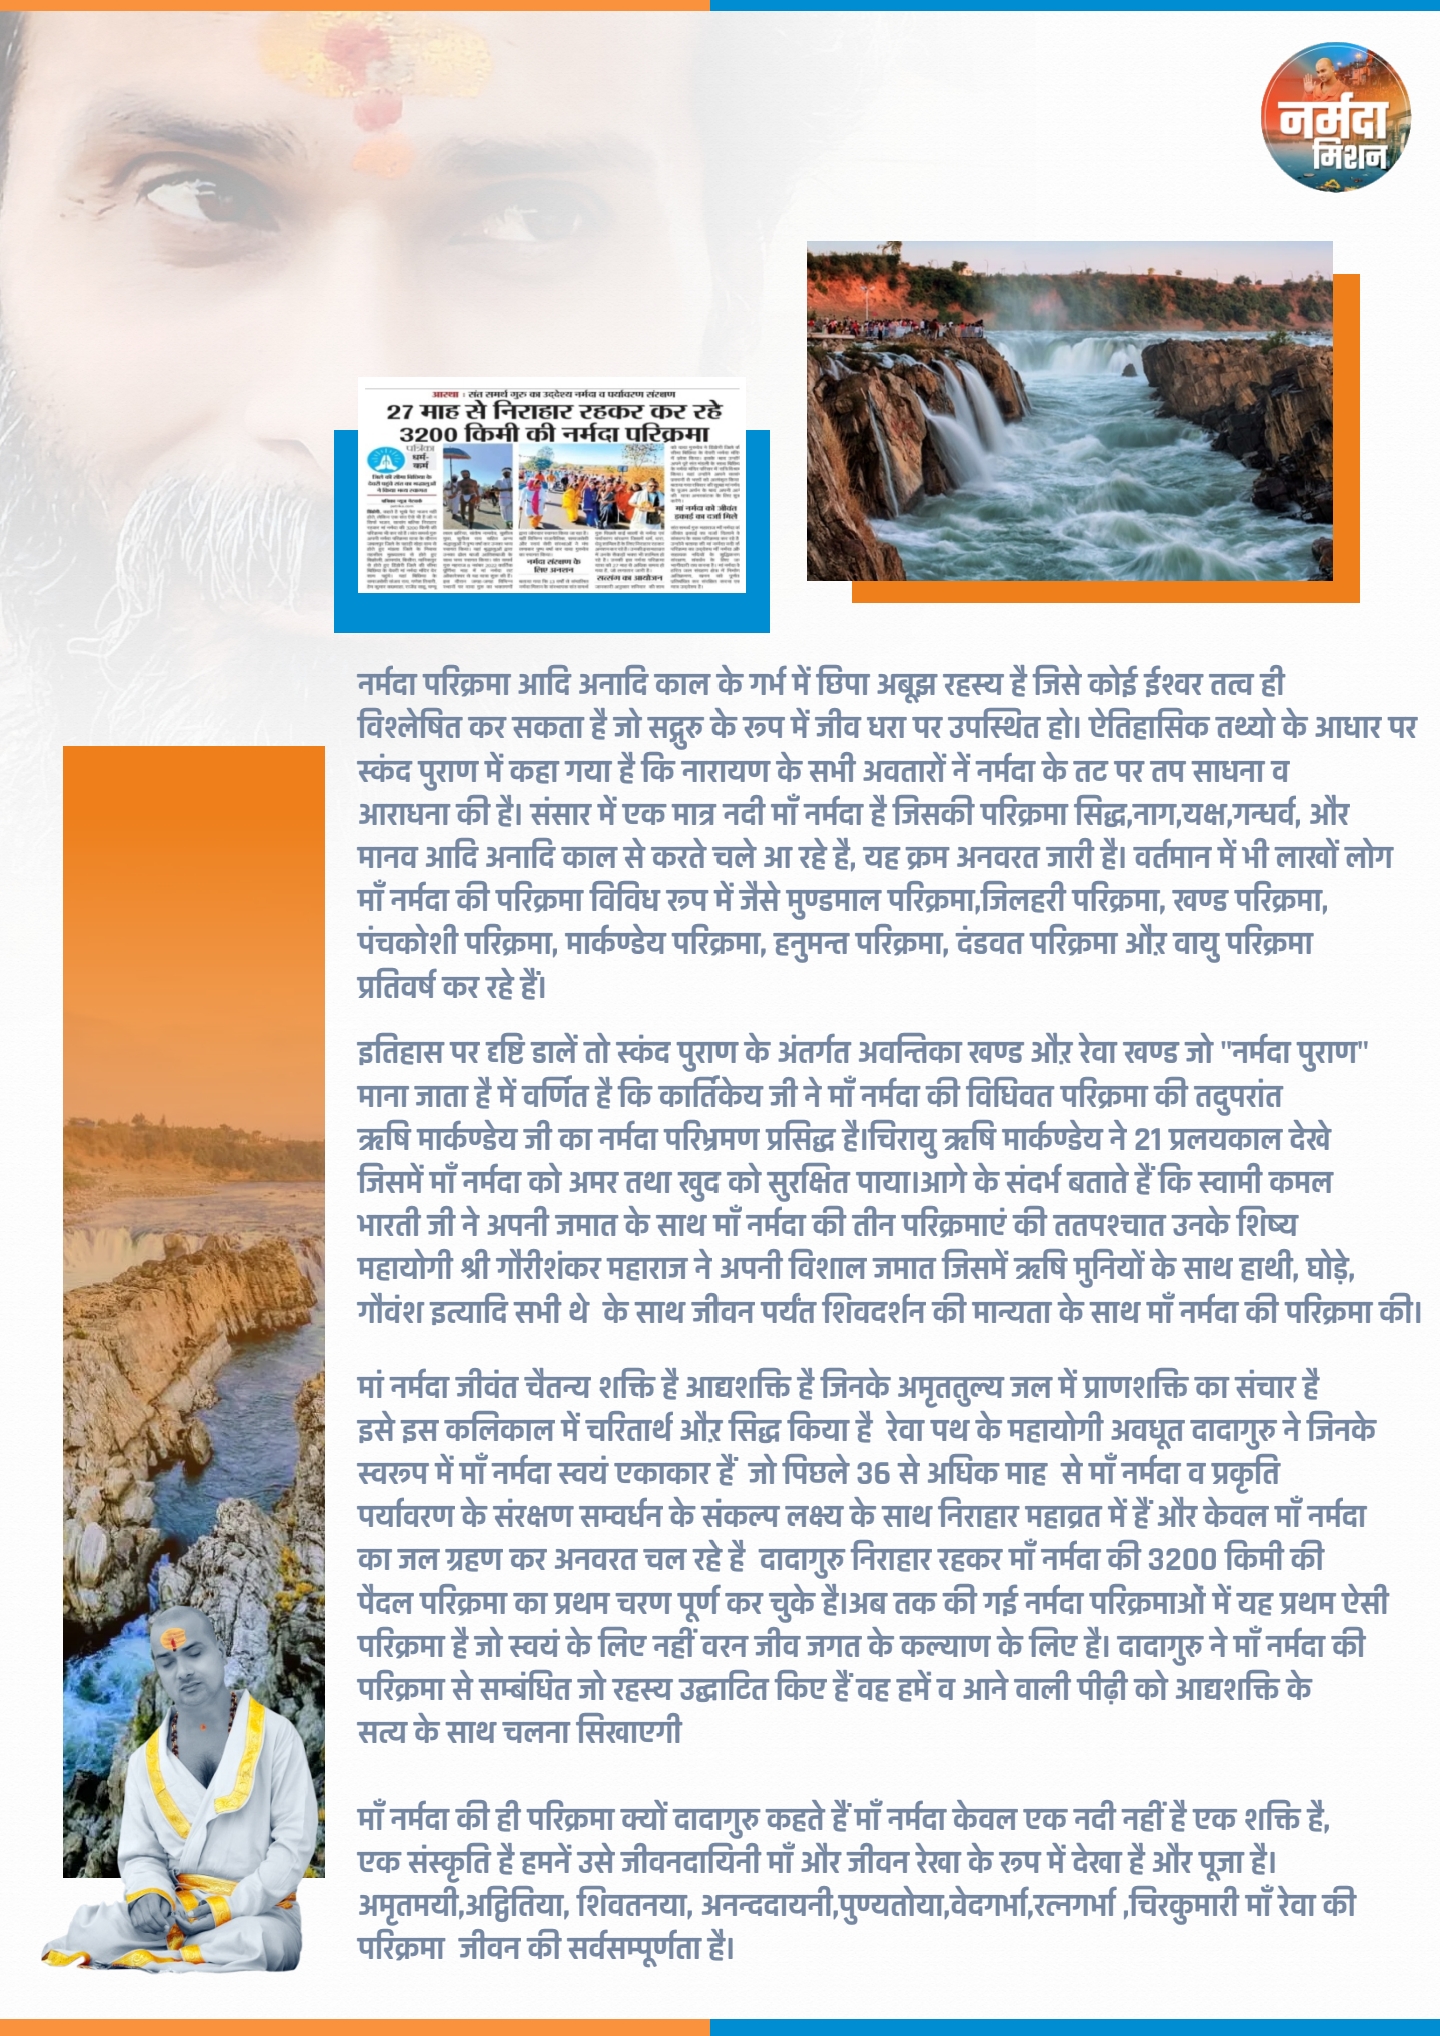 नर्मदा
मिशन
आस्था : संत समर्थ गुरु का उद्देश्य नर्मदा व पर्यावरण संरक्षण
27 माह से निराहार रहकर कर रहे
3200 किमी की नर्मदा परिक्रमा
पत्रिका
धर्म-
कर्म
मां नर्मदा को जीवंत
इकाई का दर्जा मिले
नर्मदा संरक्षण के
लिए अनशन
सत्संग का आयोजन
नर्मदा परिक्रमा आदि अनादि काल के गर्भ में छिपा अबूझ रहस्य है जिसे कोई ईश्वर तत्व ही
विश्लेषित कर सकता है जो सद्गुरु के रूप में जीव धरा पर उपस्थित हो। ऐतिहासिक तथ्यो के आधार पर
स्कंद पुराण में कहा गया है कि नारायण के सभी अवतारों नें नर्मदा के तट पर तप साधना व
आराधना की है। संसार में एक मात्र नदी माँ नर्मदा है जिसकी परिक्रमा सिद्ध,नाग,यक्ष,गन्धर्व, और
मानव आदि अनादि काल से करते चले आ रहे है, यह क्रम अनवरत जारी है। वर्तमान में भी लाखों लोग
माँ नर्मदा की परिक्रमा विविध रूप में जैसे मुण्डमाल परिक्रमा,जिलहरी परिक्रमा, खण्ड परिक्रमा,
पंचकोशी परिक्रमा, मार्कण्डेय परिक्रमा, हनुमन्त परिक्रमा, दंडवत परिक्रमा औऱ वायु परिक्रमा
प्रतिवर्ष कर रहे हैं।
इतिहास पर दृष्टि डालें तो स्कंद पुराण के अंतर्गत अवन्तिका खण्ड औऱ रेवा खण्ड जो "नर्मदा पुराण"
माना जाता है में वर्णित है कि कार्तिकेय जी ने माँ नर्मदा की विधिवत परिक्रमा की तदुपरांत
ऋषि मार्कण्डेय जी का नर्मदा परिभ्रमण प्रसिद्ध है।चिरायु ऋषि मार्कण्डेय ने 21 प्रलयकाल देखे
जिसमें माँ नर्मदा को अमर तथा खुद को सुरक्षित पाया।आगे के संदर्भ बताते हैं कि स्वामी कमल
भारती जी ने अपनी जमात के साथ माँ नर्मदा की तीन परिक्रमाएं की ततपश्चात उनके शिष्य
महायोगी श्री गौरीशंकर महाराज ने अपनी विशाल जमात जिसमें ऋषि मुनियों के साथ हाथी, घोड़े,
गौवंश इत्यादि सभी थे  के साथ जीवन पर्यंत शिवदर्शन की मान्यता के साथ माँ नर्मदा की परिक्रमा की।
मां नर्मदा जीवंत चैतन्य शक्ति है आद्यशक्ति है जिनके अमृततुल्य जल में प्राणशक्ति का संचार है
इसे इस कलिकाल में चरितार्थ औऱ सिद्ध किया है  रेवा पथ के महायोगी अवधूत दादागुरु ने जिनके
स्वरूप में माँ नर्मदा स्वयं एकाकार हैं  जो पिछले 36 से अधिक माह  से माँ नर्मदा व प्रकृति
पर्यावरण के संरक्षण सम्वर्धन के संकल्प लक्ष्य के साथ निराहार महाव्रत में हैं और केवल माँ नर्मदा
का जल ग्रहण कर अनवरत चल रहे है  दादागुरु निराहार रहकर माँ नर्मदा की 3200 किमी की
पैदल परिक्रमा का प्रथम चरण पूर्ण कर चुके है।अब तक की गई नर्मदा परिक्रमाओं में यह प्रथम ऐसी
परिक्रमा है जो स्वयं के लिए नहीं वरन जीव जगत के कल्याण के लिए है। दादागुरु ने माँ नर्मदा की
परिक्रमा से सम्बंधित जो रहस्य उद्घाटित किए हैं वह हमें व आने वाली पीढ़ी को आद्यशक्ति के
सत्य के साथ चलना सिखाएगी
माँ नर्मदा की ही परिक्रमा क्यों दादागुरु कहते हैं माँ नर्मदा केवल एक नदी नहीं है एक शक्ति है,
एक संस्कृति है हमनें उसे जीवनदायिनी माँ और जीवन रेखा के रूप में देखा है और पूजा है।
अमृतमयी,अद्वितिया, शिवतनया, अनन्ददायनी,पुण्यतोया,वेदगर्भा,रत्नगर्भा ,चिरकुमारी माँ रेवा की
परिक्रमा  जीवन की सर्वसम्पूर्णता है।